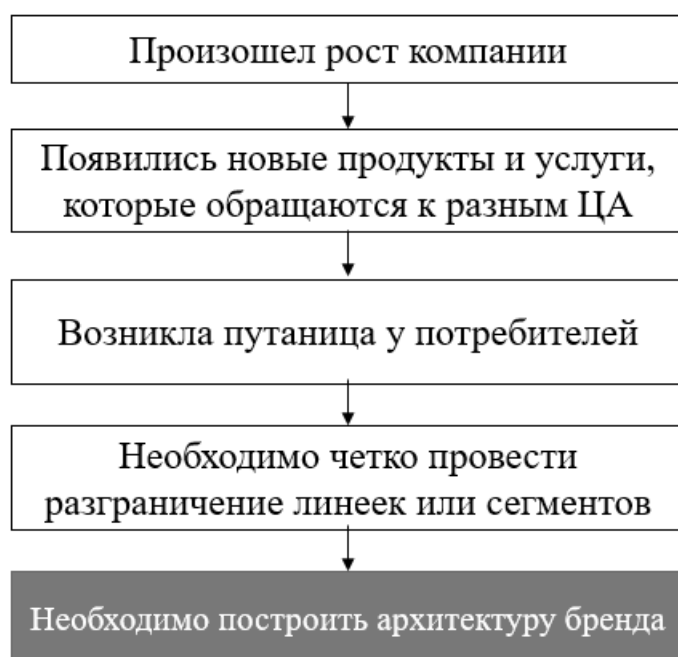 Произошел рост компании
Появились новые продукты и услуги,
которые обращаются к разным ЦА
Возникла путаница у потребителей
Необходимо четко провести
разграничение линеек или сегментов
Необходимо построить архитектуру бренда